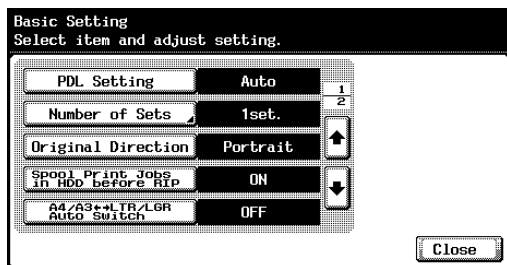 Basic Setting
Select item and adjust setting.
PDL Setting
Auto
1
2
Number of Sets
1set.
Original Direction
Portrait
Spool Print Jobs
in HDD before RIP
ON
A4/A3↔LTR/LGR
Auto Switch
OFF
Close